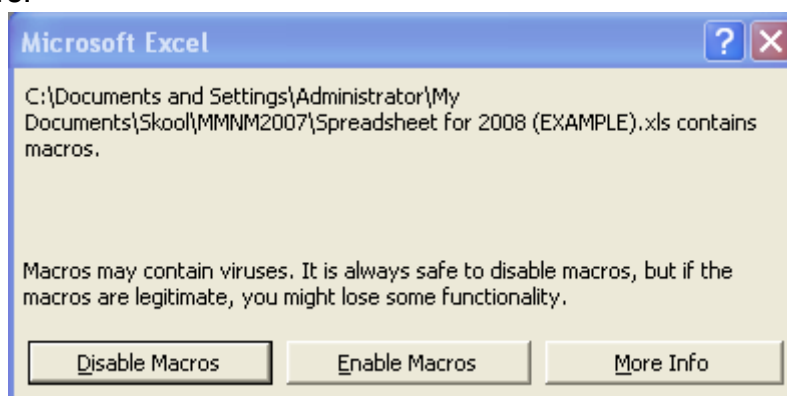 Microsoft Excel
C:\Documents and Settings\Administrator\My
Documents\Skool\MMNM2007\Spreadsheet for 2008 (EXAMPLE).xls contains
macros.
Macros may contain viruses. It is always safe to disable macros, but if the
macros are legitimate, you might lose some functionality.
Disable Macros Enable Macros More Info